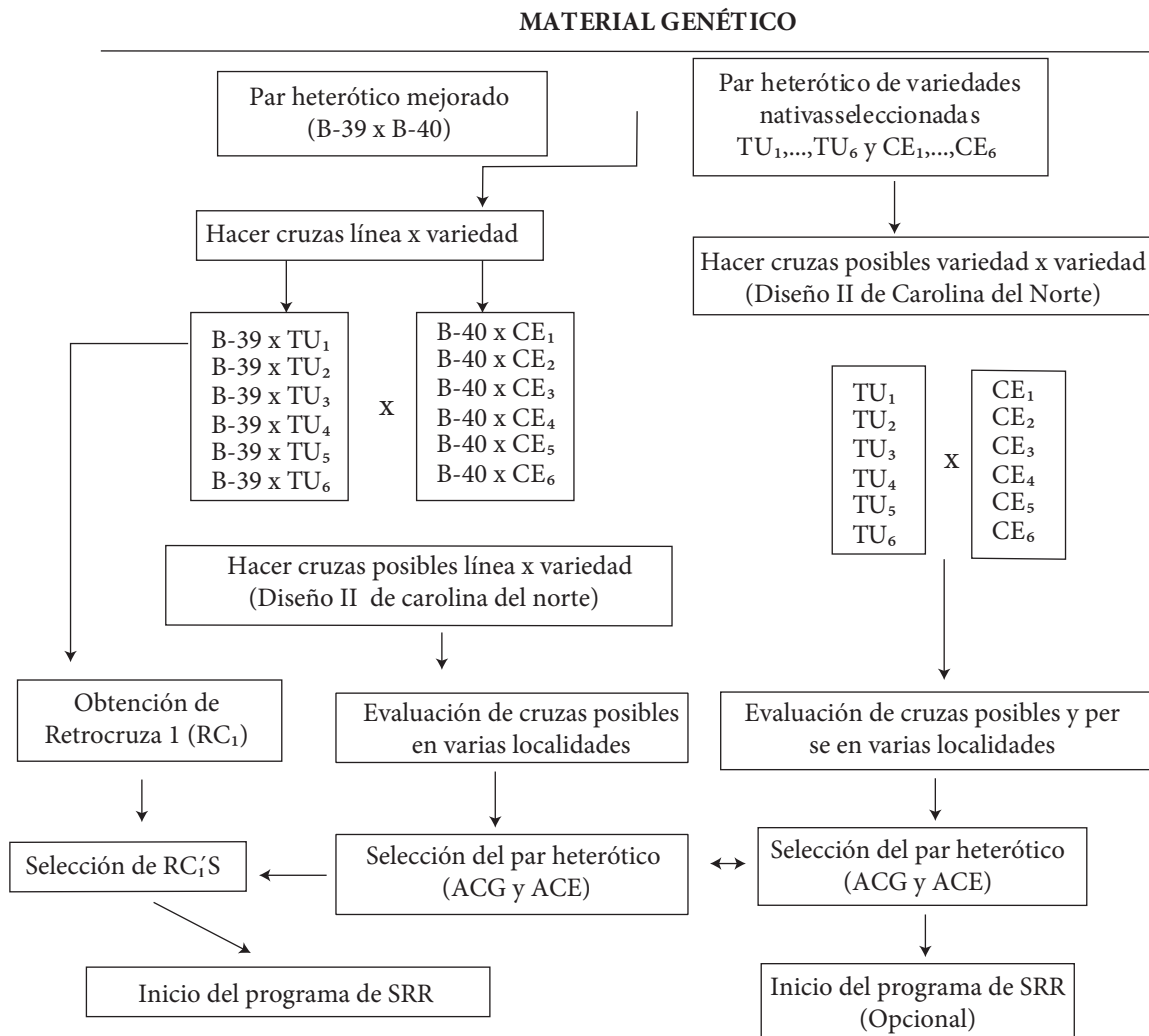 MATERIAL GENÉTICO
Par heterótico mejorado
(B-39 x B-40)
Par heterótico de variedades
nativasseleccionadas
TU₁,...,TU₆ y CE₁,...,CE₆
Hacer cruzas línea x variedad
Hacer cruzas posibles variedad x variedad
(Diseño II de Carolina del Norte)
B-39 x TU₁
B-39 x TU₂
B-39 x TU₃
B-39 x TU₄
B-39 x TU₅
B-39 x TU₆
x
B-40 x CE₁
B-40 x CE₂
B-40 x CE₃
B-40 x CE₄
B-40 x CE₅
B-40 x CE₆
TU₁
TU₂
TU₃
TU₄
TU₅
TU₆
x
CE₁
CE₂
CE₃
CE₄
CE₅
CE₆
Hacer cruzas posibles línea x variedad
(Diseño II de carolina del norte)
Obtención de
Retrocruza 1 (RC₁)
Evaluación de cruzas posibles
en varias localidades
Evaluación de cruzas posibles y per
se en varias localidades
Selección de RC₁´S
Selección del par heterótico
(ACG y ACE)
Selección del par heterótico
(ACG y ACE)
Inicio del programa de SRR
Inicio del programa de SRR
(Opcional)